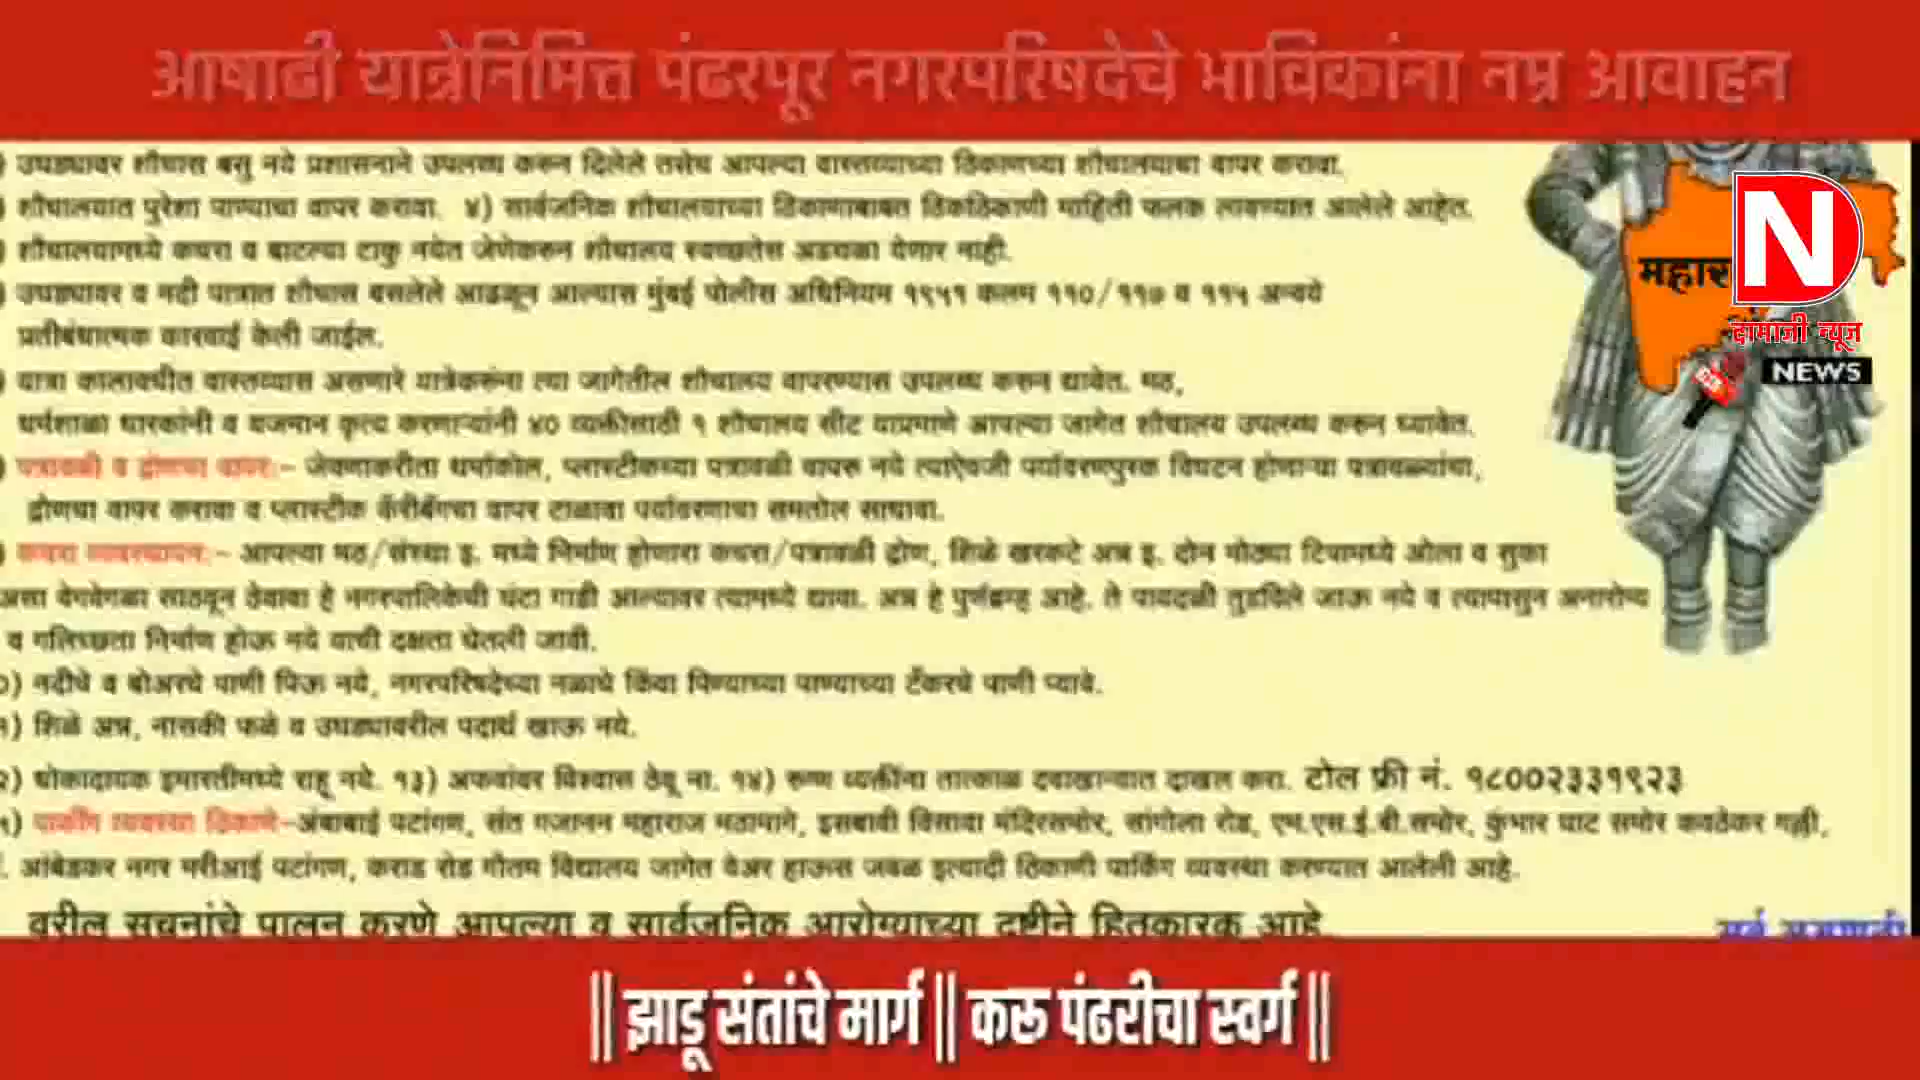 आषाढी यात्रेनिमित्त पंढरपूर नगरपरिषदेचे भाविकांना नम्र आवाहन
) उघड्यावर शौचास बसु नये प्रशासनाने उपलब्ध करून दिलेले तसेच आपल्या वास्तव्याच्या ठिकाणच्या शौचालयाचा वापर करावा.
) शौचालयात पुरेशा पाण्याचा वापर करावा. ४) सार्वजनिक शौचालयाच्या ठिकाणाबाबत ठिकठिकाणी माहिती फलक लावण्यात आलेले आहेत.
) शौचालयामध्ये कचरा व बाटल्या टाकु नयेत जेणेकरून शौचालय स्वच्छतेस अडथळा येणार नाही.
) उघड्यावर व नदी पात्रात शौचास बसलेले आढळून आल्यास मुंबई पोलीस अधिनियम १९५१ कलम ११०/११७ व ११५ अन्वये
प्रतीबंधात्मक कारवाई केली जाईल.
) यात्रा कालावधीत वास्तव्यास असणारे यात्रेकरूंना त्या जागेतील शौचालय वापरण्यास उपलब्ध करून द्यावेत. मठ,
धर्मशाळा धारकांनी व यजमान कृत्य करणाऱ्यांनी ४० व्यक्तींसाठी १ शौचालय सीट याप्रमाणे आपल्या जागेत शौचालय उपलब्ध करून घ्यावेत.
) पत्रावळी व द्रोणचा वापर:- जेवणाकरीता थर्माकोल, प्लास्टीकच्या पत्रावळी वापरू नये त्याऐवजी पर्यावरणपुरक विघटन होणाऱ्या पत्रावळ्यांचा,
द्रोणचा वापर करावा व प्लास्टीक कॅरीबॅगचा वापर टाळावा पर्यावरणाचा समतोल साधावा.
) कचरा व्यवस्थापन:- आपल्या मठ/संस्था इ. मध्ये निर्माण होणारा कचरा/पत्रावळी द्रोण, शिळे खरकटे अन्न इ. दोन मोठ्या टिपामध्ये ओला व सुका
असा वेगवेगळा साठवून ठेवावा हे नगरपालिकेची घंटा गाडी आल्यावर त्यामध्ये द्यावा. अन्न हे पुर्णब्रम्ह आहे. ते पायदळी तुडविले जाऊ नये व त्यापासुन अनारोग्य
व गलिच्छता निर्माण होऊ नये याची दक्षता घेतली जावी.
०) नदीचे व बोअरचे पाणी पिऊ नये, नगरपरिषदेच्या नळाचे किंवा पिण्याच्या पाण्याच्या टँकरचे पाणी प्यावे.
१) शिळे अन्न, नासकी फळे व उघड्यावरील पदार्थ खाऊ नये.
२) धोकादायक इमारतीमध्ये राहू नये. १३) अफवांवर विश्वास ठेवू ना. १४) रुग्ण व्यक्तींना तात्काळ दवाखान्यात दाखल करा. टोल फ्री नं. १८००२३३१९२३
५) पार्कींग व्यवस्था ठिकाणे-अंबाबाई पटांगण, संत गजानन महाराज मठामागे, इसबावी विसावा मंदिरसमोर, सांगोला रोड, एम.एस.ई.बी.समोर, कुंभार घाट समोर कवठेकर गल्ली,
. आंबेडकर नगर मरीआई पटांगण, कराड रोड गौतम विद्यालय जागेत वेअर हाऊस जवळ इत्यादी ठिकाणी पार्किंग व्यवस्था करण्यात आलेली आहे.
वरील सूचनांचे पालन करणे आपल्या व सार्वजनिक आरोग्याच्या दृष्टीने हितकारक आहे
महार
N
दामाजी न्यूज
NEWS
|| झाडू संतांचे मार्ग || करू पंढरीचा स्वर्ग ||